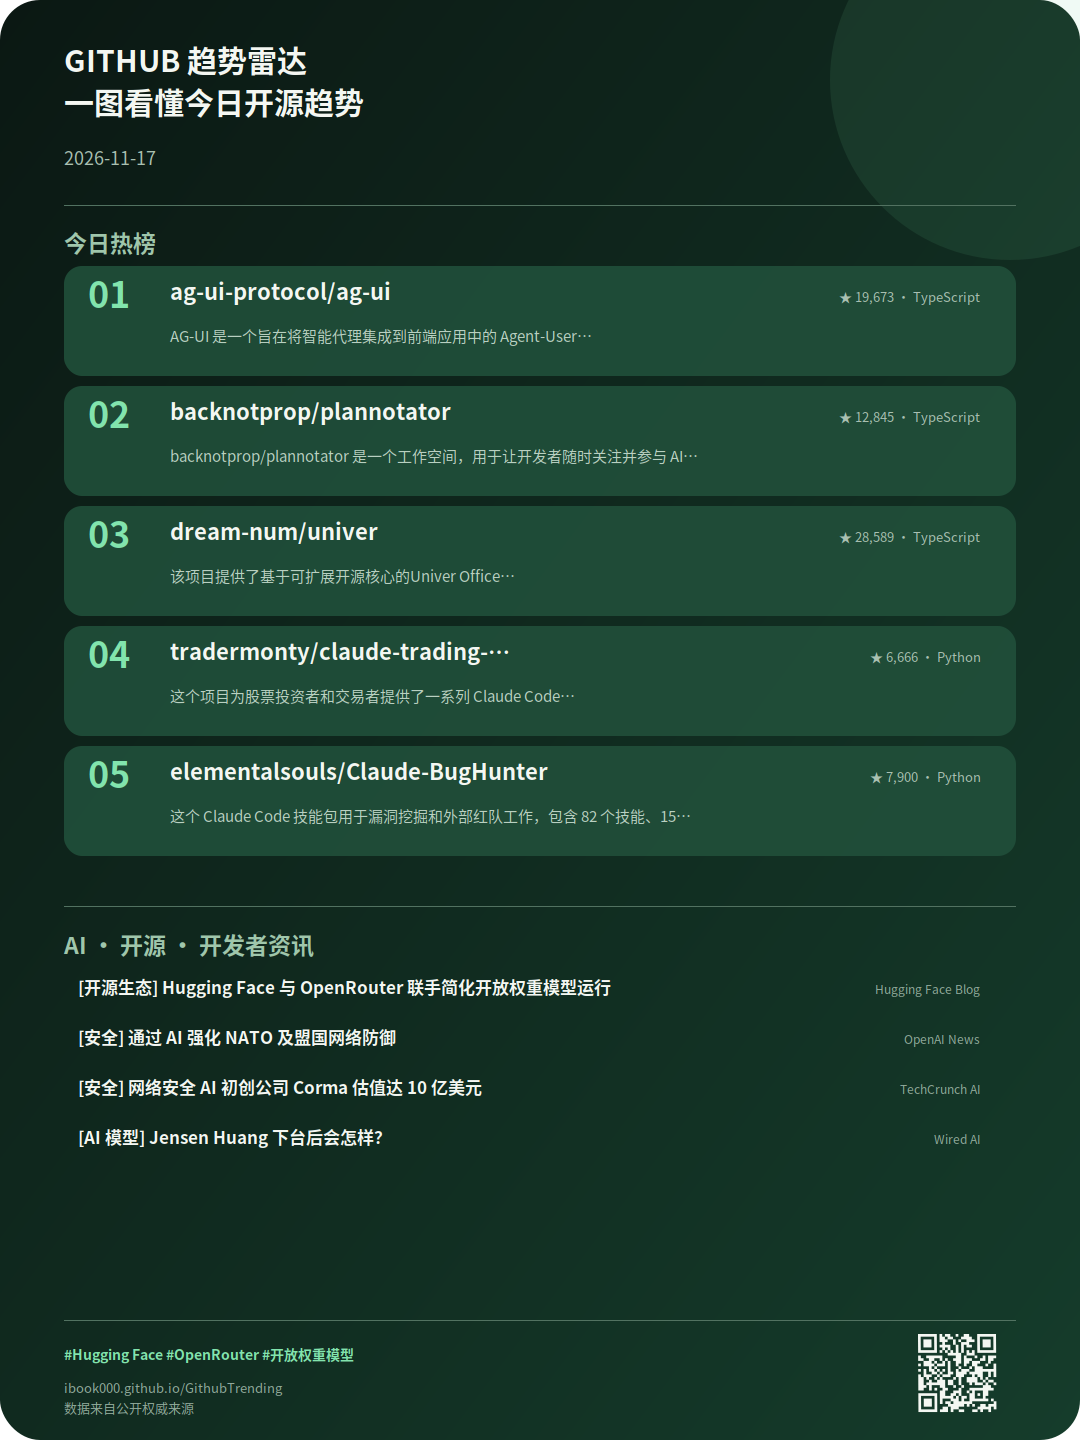 GITHUB 趋势雷达
一图看懂今日开源趋势
2026-11-17
今日热榜
01 ag-ui-protocol/ag-ui ★ 19,673 • TypeScript
AG-UI 是一个旨在将智能代理集成到前端应用中的 Agent-User…
02 backnotprop/plannotator ★ 12,845 • TypeScript
backnotprop/plannotator 是一个工作空间，用于让开发者随时关注并参与 AI…
03 dream-num/univer ★ 28,589 • TypeScript
该项目提供了基于可扩展开源核心的Univer Office…
04 tradermonty/claude-trading-… ★ 6,666 • Python
这个项目为股票投资者和交易者提供了一系列 Claude Code…
05 elementalsouls/Claude-BugHunter ★ 7,900 • Python
这个 Claude Code 技能包用于漏洞挖掘和外部红队工作，包含 82 个技能、15…
AI • 开源 • 开发者资讯
[开源生态] Hugging Face 与 OpenRouter 联手简化开放权重模型运行 Hugging Face Blog
[安全] 通过 AI 强化 NATO 及盟国网络防御 OpenAI News
[安全] 网络安全 AI 初创公司 Corma 估值达 10 亿美元 TechCrunch AI
[AI 模型] Jensen Huang 下台后会怎样？ Wired AI
#Hugging Face #OpenRouter #开放权重模型
ibook000.github.io/GithubTrending
数据来自公开权威来源